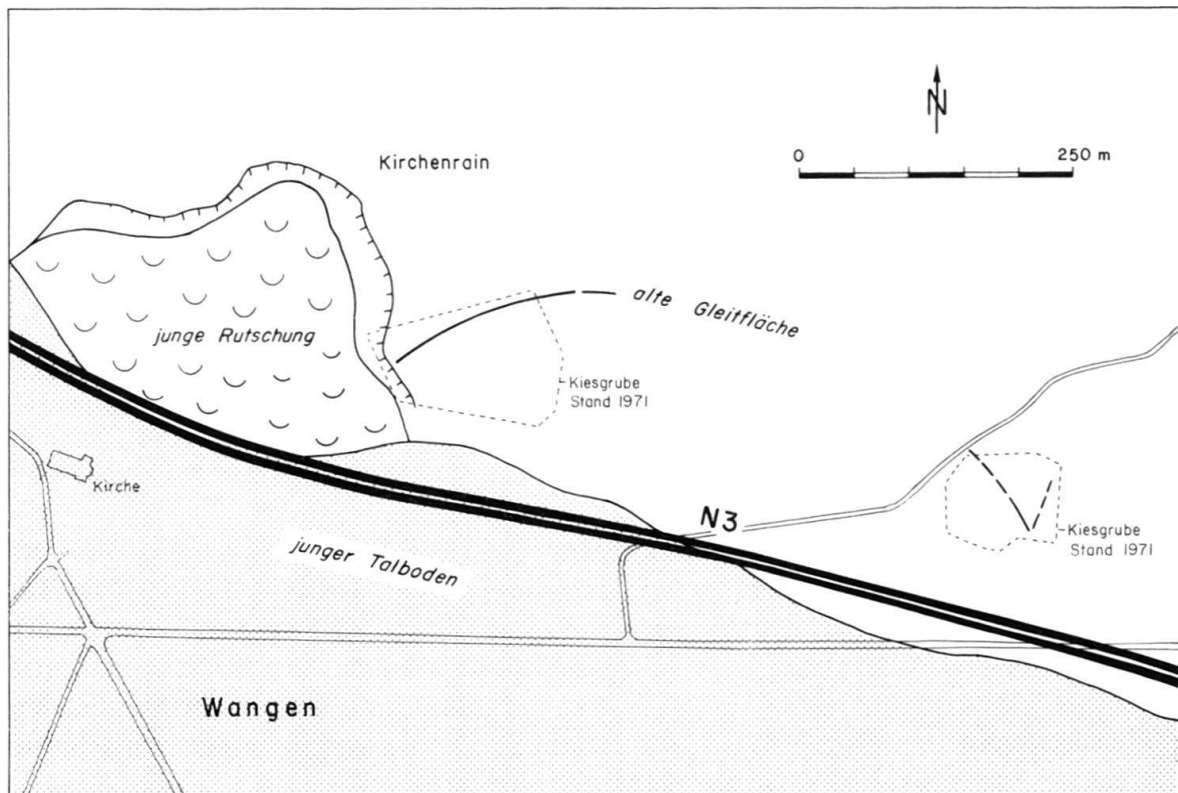 N
0 250 m
Kirchenrain
alte Gleitfläche
junge Rutschung
Kiesgrube
Stand 1971
Kirche
N3
Kiesgrube
Stand 1971
junger Talboden
Wangen